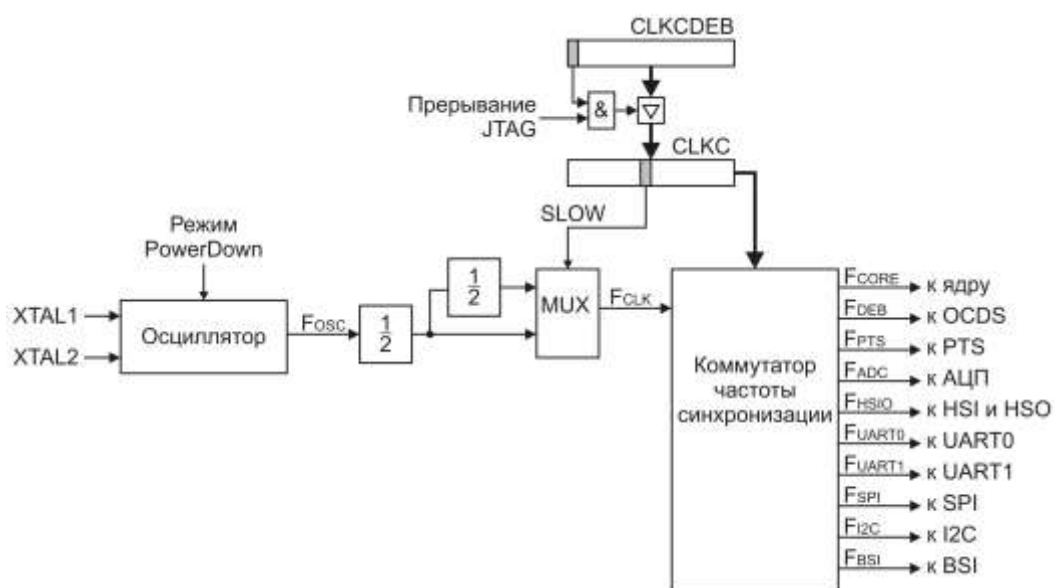 CLKCDEB
Прерывание
JTAG
&
CLKC
SLOW
Режим
PowerDown
XTAL1
XTAL2
Осциллятор
FOSC
1
2
1
2
MUX
FCLK
Коммутатор
частоты
синхронизации
FCORE к ядру
FDEB к OCDS
FPTS к PTS
FADC к АЦП
FHSIO к HSI и HSO
FUART0 к UART0
FUART1 к UART1
FSPI к SPI
FI2C к I2C
FBSI к BSI